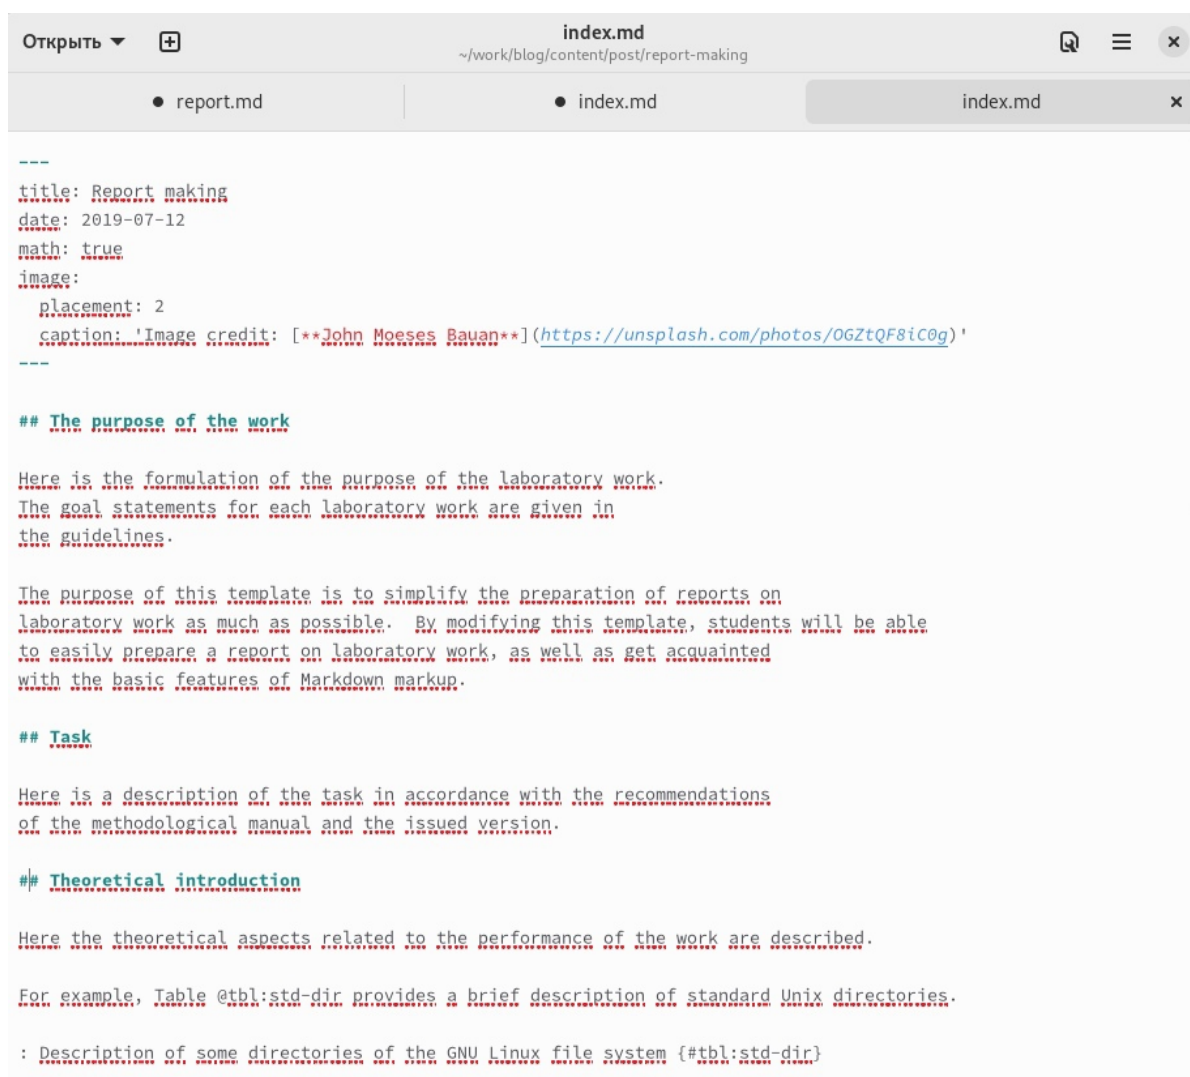 Открыть
index.md
~/work/blog/content/post/report-making
report.md
index.md
index.md
---
title: Report making
date: 2019-07-12
math: true
image:
  placement: 2
  caption: 'Image credit: [**John Moeses Bauan**](https://unsplash.com/photos/OGZtQF8iC0g)'
---
## The purpose of the work
Here is the formulation of the purpose of the laboratory work.
The goal statements for each laboratory work are given in
the guidelines.
The purpose of this template is to simplify the preparation of reports on
laboratory work as much as possible.  By modifying this template, students will be able
to easily prepare a report on laboratory work, as well as get acquainted
with the basic features of Markdown markup.
## Task
Here is a description of the task in accordance with the recommendations
of the methodological manual and the issued version.
## Theoretical introduction
Here the theoretical aspects related to the performance of the work are described.
For example, Table @tbl:std-dir provides a brief description of standard Unix directories.
: Description of some directories of the GNU Linux file system {#tbl:std-dir}